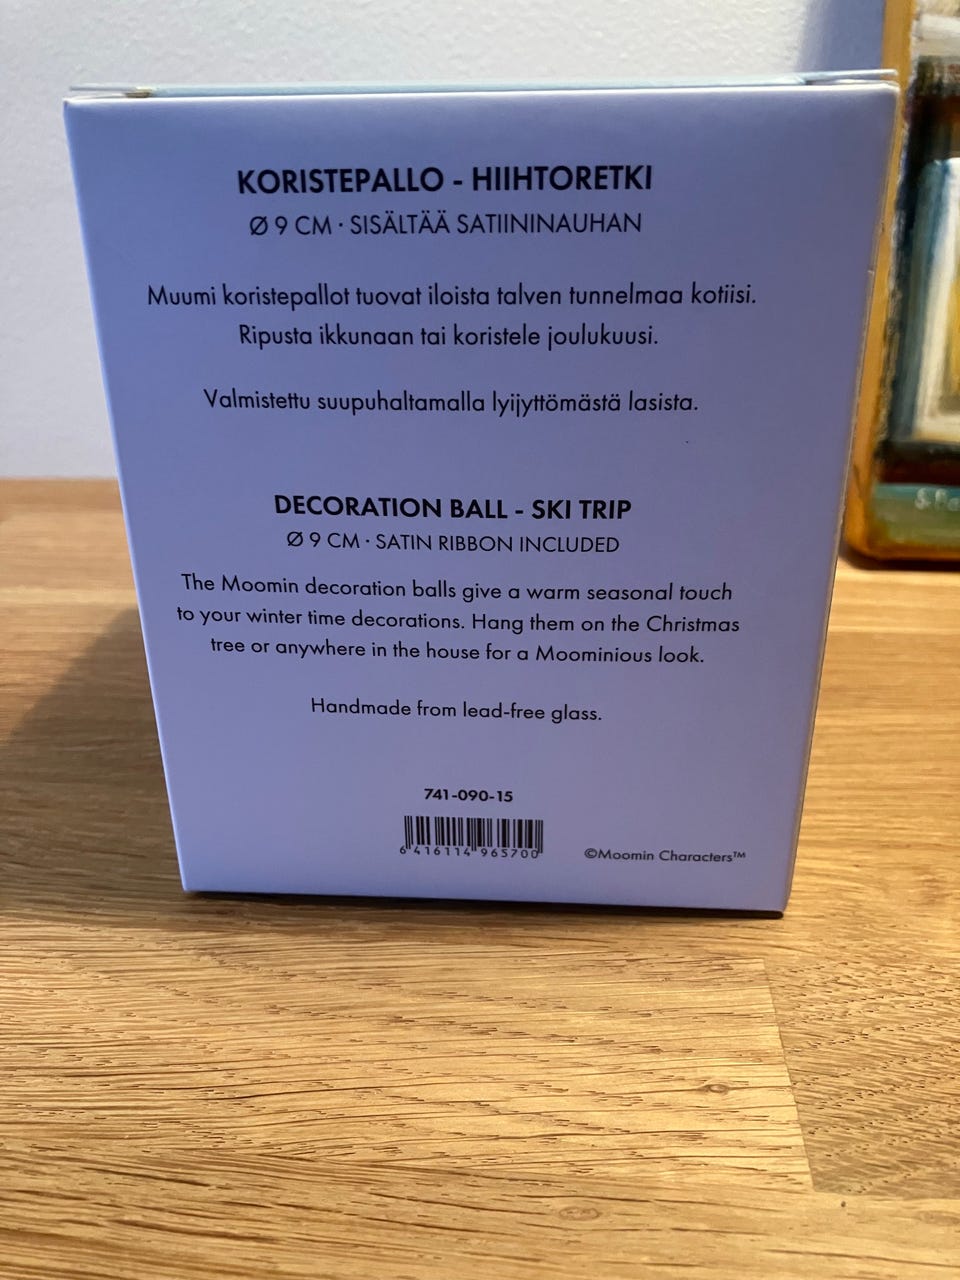 KORISTEPALLO - HIIHTORETKI
Ø 9 CM · SISÄLTÄÄ SATIININAUHAN
Muumi koristepallot tuovat iloista talven tunnelmaa kotiisi.
Ripusta ikkunaan tai koristele joulukuusi.
Valmistettu suupuhaltamalla lyijyttömästä lasista.
DECORATION BALL - SKI TRIP
Ø 9 CM · SATIN RIBBON INCLUDED
The Moomin decoration balls give a warm seasonal touch
to your winter time decorations. Hang them on the Christmas
tree or anywhere in the house for a Moominious look.
Handmade from lead-free glass.
741-090-15
6 416114 965700
©Moomin Characters™